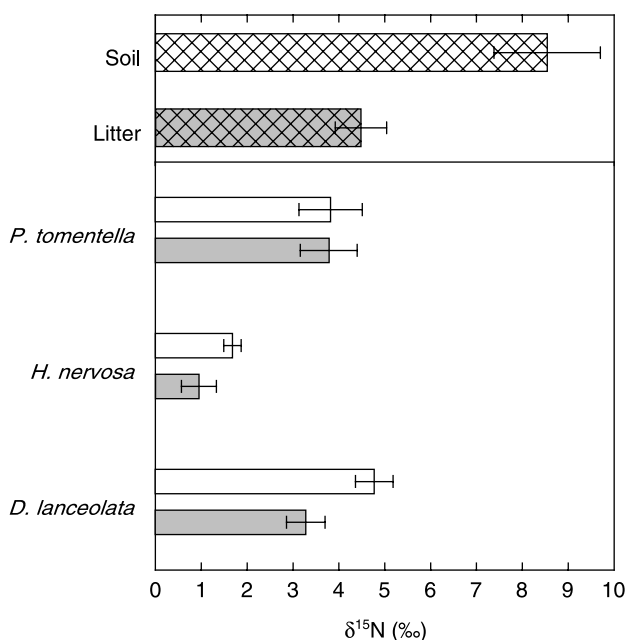 Soil
Litter
P. tomentella
H. nervosa
D. lanceolata
0 1 2 3 4 5 6 7 8 9 10
δ¹⁵N (‰)